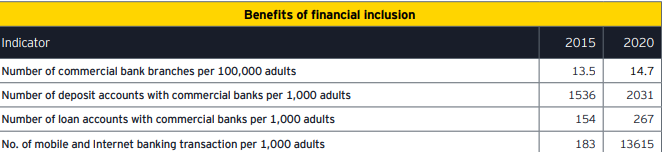 Benefits of financial inclusion
Indicator 2015 2020
Number of commercial bank branches per 100,000 adults 13.5 14.7
Number of deposit accounts with commercial banks per 1,000 adults 1536 2031
Number of loan accounts with commercial banks per 1,000 adults 154 267
No. of mobile and Internet banking transaction per 1,000 adults 183 13615